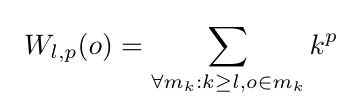 W_{l,p}(o) = \sum_{\forall m_k : k \geq l, o \in m_k} k^p